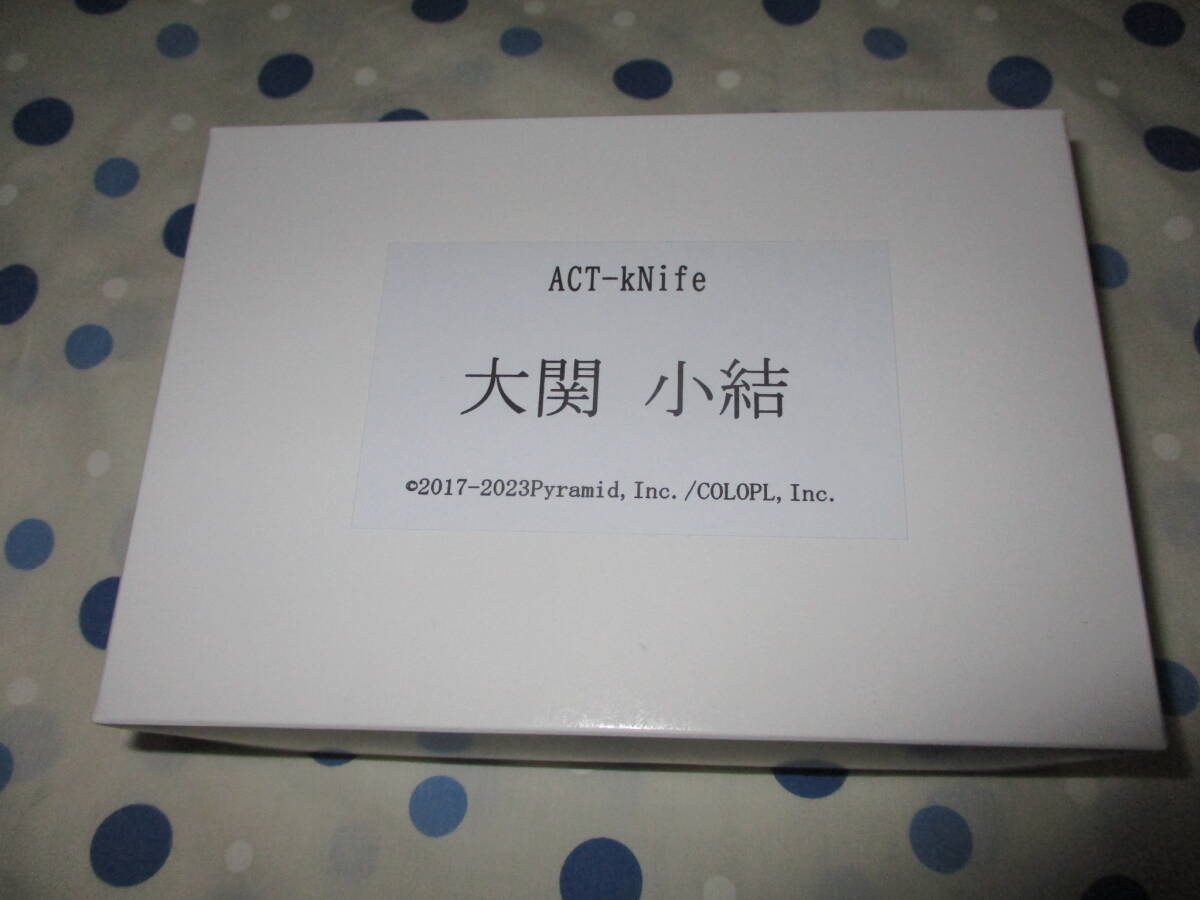 ACT-kNife
大関 小結
©2017-2023Pyramid,Inc./COLOPL,Inc.